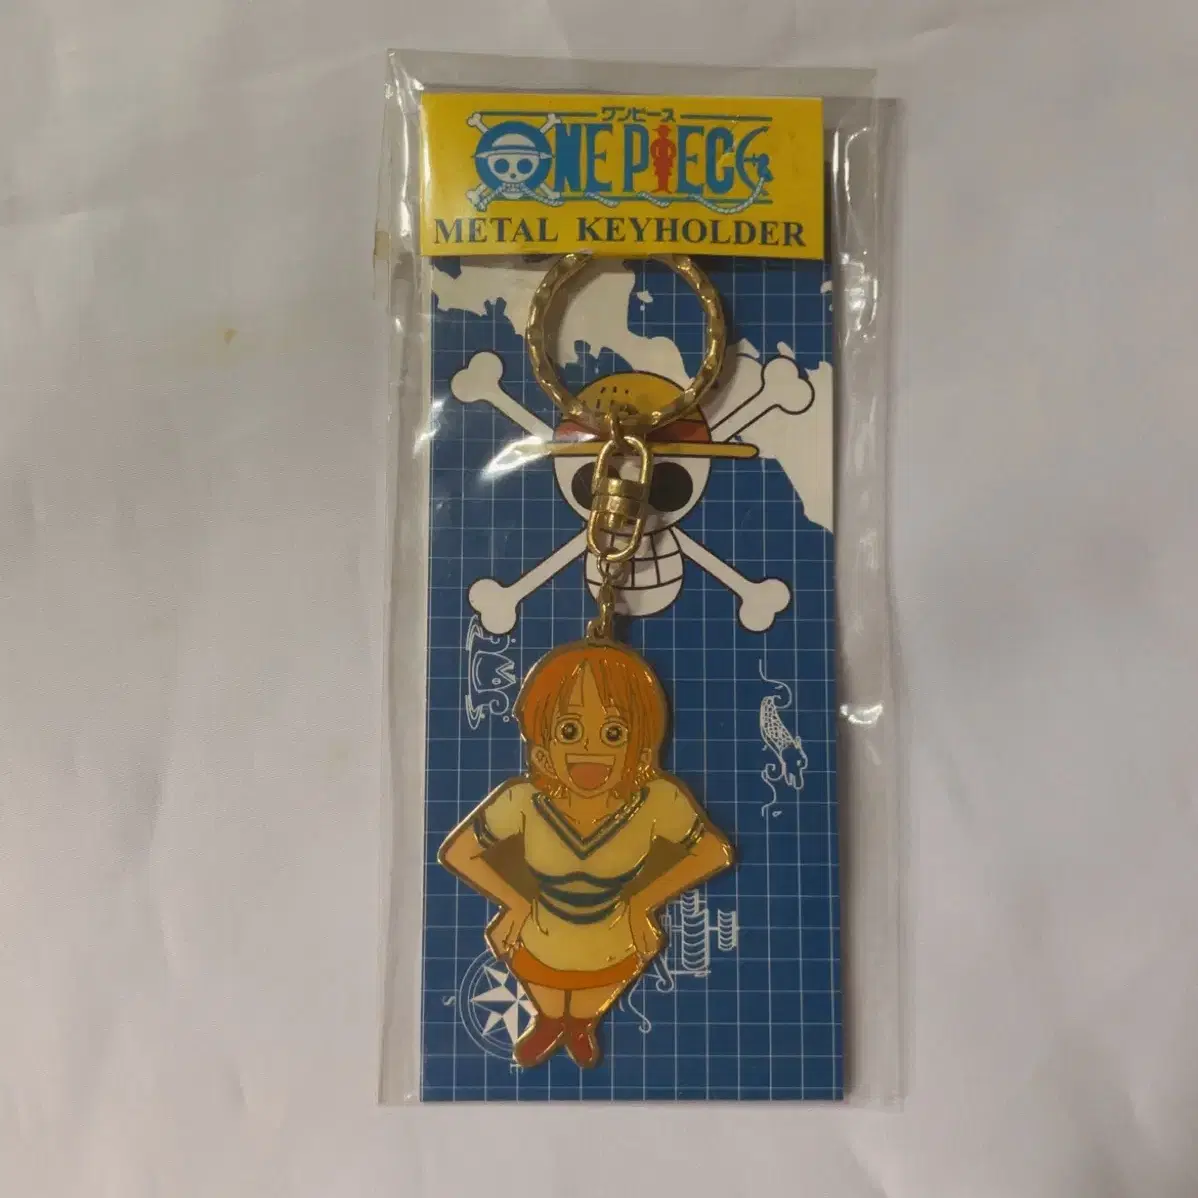 ワンピース
ONE PIECE
METAL KEYHOLDER
S
E